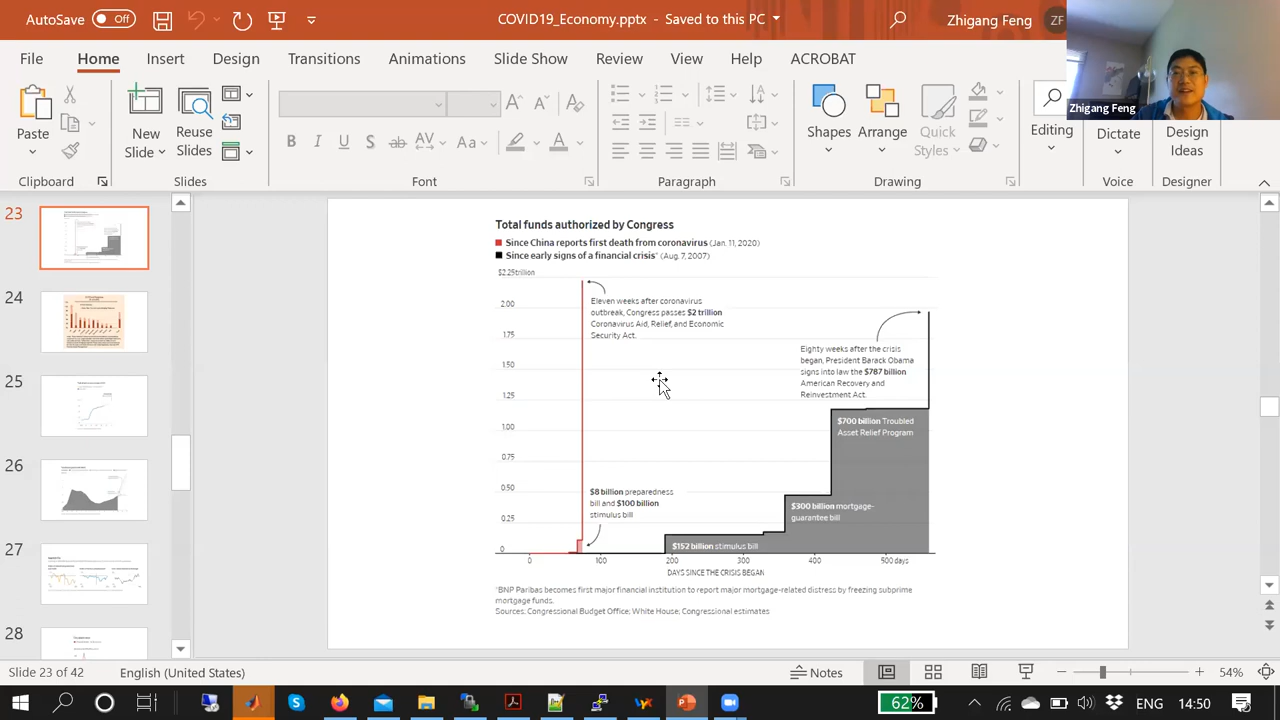 AutoSave Off
COVID19_Economy.pptx - Saved to this PC
Zhigang Feng ZF
File Home Insert Design Transitions Animations Slide Show Review View Help ACROBAT
Zhigang Feng
Paste
New Slide
Reuse Slides
B I U S AV Aa A
Shapes
Arrange
Quick Styles
Editing
Dictate
Design Ideas
Clipboard Slides Font Paragraph Drawing Voice Designer
23
24
25
26
27
28
Total funds authorized by Congress
Since China reports first death from coronavirus (Jan. 11, 2020)
Since early signs of a financial crisis* (Aug. 7, 2007)
$2.25trillion
2.00
1.75
1.50
1.25
1.00
0.75
0.50
0.25
0
Eleven weeks after coronavirus
outbreak, Congress passes $2 trillion
Coronavirus Aid, Relief, and Economic
Security Act.
Eighty weeks after the crisis
began, President Barack Obama
signs into law the $787 billion
American Recovery and
Reinvestment Act.
$700 billion Troubled
Asset Relief Program
$8 billion preparedness
bill and $100 billion
stimulus bill
$300 billion mortgage-
guarantee bill
$152 billion stimulus bill
0 100 200 300 400 500 days
DAYS SINCE THE CRISIS BEGAN
*BNP Paribas becomes first major financial institution to report major mortgage-related distress by freezing subprime
mortgage funds.
Sources: Congressional Budget Office; White House; Congressional estimates
Slide 23 of 42 English (United States) Notes 54%
62% ENG 14:50